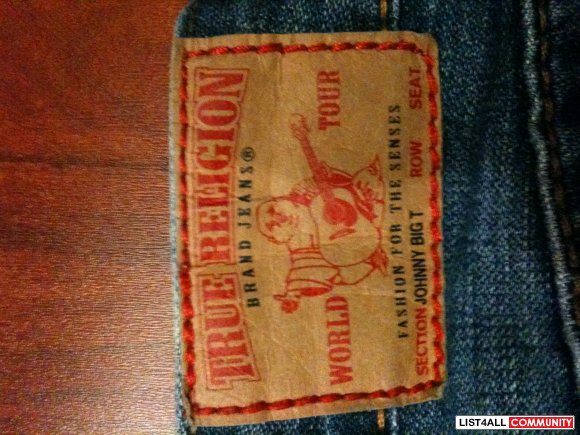 TRUE RELIGION
BRAND JEANS®
WORLD TOUR
FASHION FOR THE SENSES
SECTION JOHNNY BIG T ROW SEAT
LIST4ALL COMMUNITY